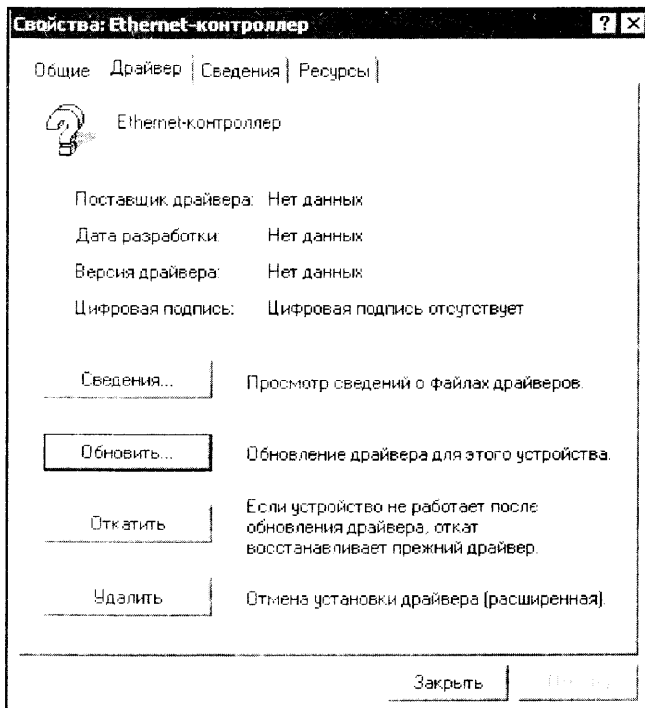 Свойства: Ethernet-контроллер
Общие Драйвер Сведения Ресурсы
Ethernet-контроллер
Поставщик драйвера: Нет данных
Дата разработки: Нет данных
Версия драйвера: Нет данных
Цифровая подпись: Цифровая подпись отсутствует
Сведения... Просмотр сведений о файлах драйверов.
Обновить... Обновление драйвера для этого устройства.
Откатить Если устройство не работает после
обновления драйвера, откат
восстанавливает прежний драйвер.
Удалить Отмена установки драйвера (расширенная).
Закрыть